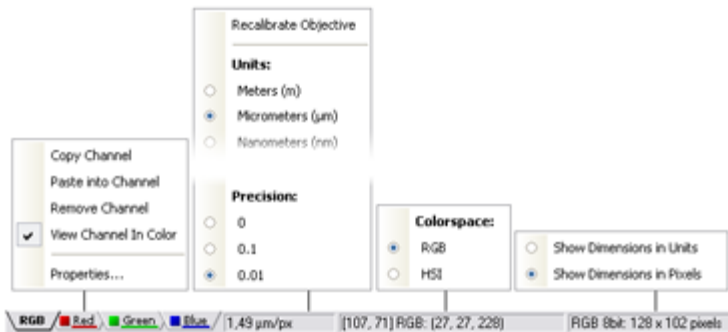 Recalibrate Objective
Units:
Meters (m)
Micrometers (µm)
Nanometers (nm)
Precision:
0
0.1
0.01
Copy Channel
Paste into Channel
Remove Channel
View Channel In Color
Properties...
Colorspace:
RGB
HSI
Show Dimensions in Units
Show Dimensions in Pixels
RGB Red Green Blue 1,49 µm/px [107, 71] RGB: (27, 27, 228) RGB 8bit: 128 x 102 pixels